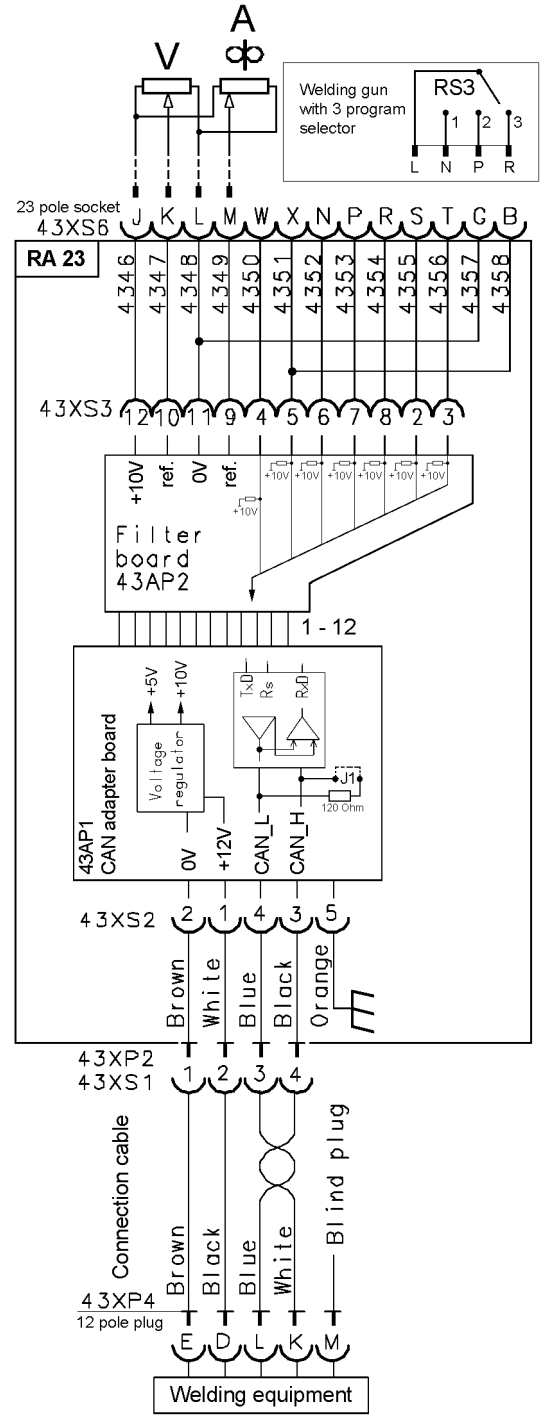 A
V
Welding gun
with 3 program
selector
RS3
1 2 3
L N P R
23 pole socket
43XS6
J K L M W X N P R S T G B
RA 23
4346 4347 4348 4349 4350 4351 4352 4353 4354 4355 4356 4357 4358
43XS3
12 10 11 9 4 5 6 7 8 2 3
+10V ref. 0V ref.
+10V +10V +10V +10V +10V
+10V
Filter
board
43AP2
1 - 12
+5V +10V
TxD Rs RxD
Voltage
regulator
J1
120 Ohm
43AP1
CAN adapter board
0V +12V CAN_L CAN_H
43XS2
2 1 4 3 5
Brown White Blue Black Orange
43XP2
43XS1
1 2 3 4
Connection cable
Brown Black Blue White Blind plug
43XP4
12 pole plug
E D L K M
Welding equipment